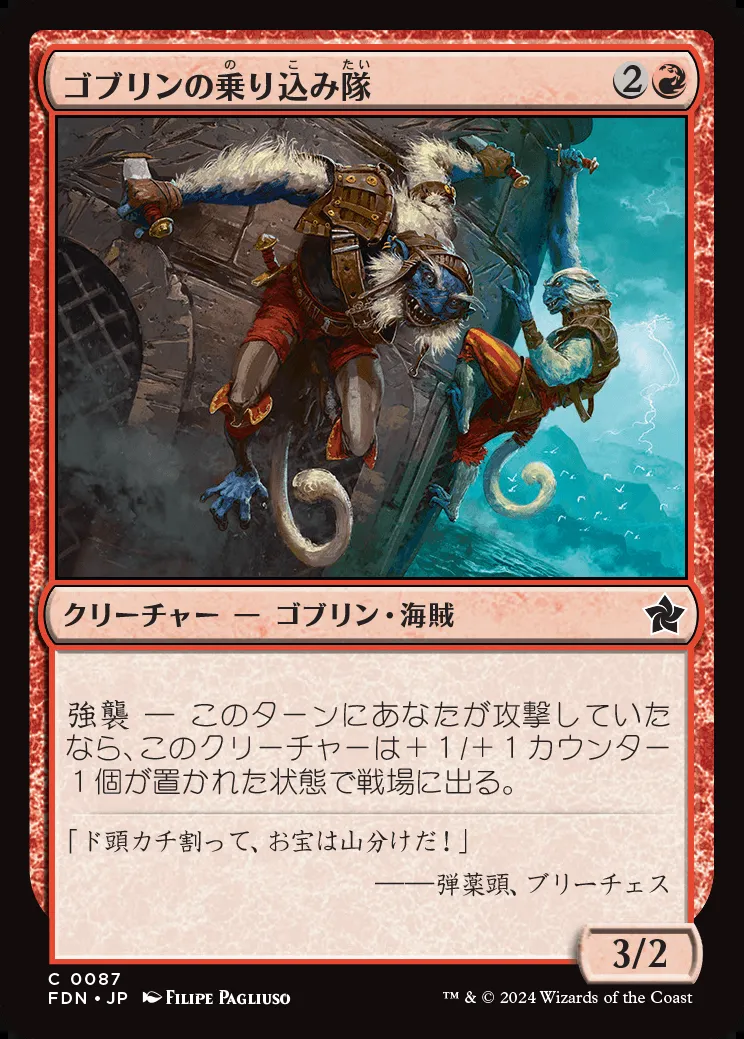 ゴブリンの乗り込み隊
の こ たい
2
クリーチャー ― ゴブリン・海賊
強襲 ― このターンにあなたが攻撃していた
なら、このクリーチャーは+1/+1カウンター
1個が置かれた状態で戦場に出る。
「ド頭カチ割って、お宝は山分けだ!」
――弾薬頭、ブリーチェス
3/2
C 0087
FDN・JP Filipe Pagliuso
™ & © 2024 Wizards of the Coast